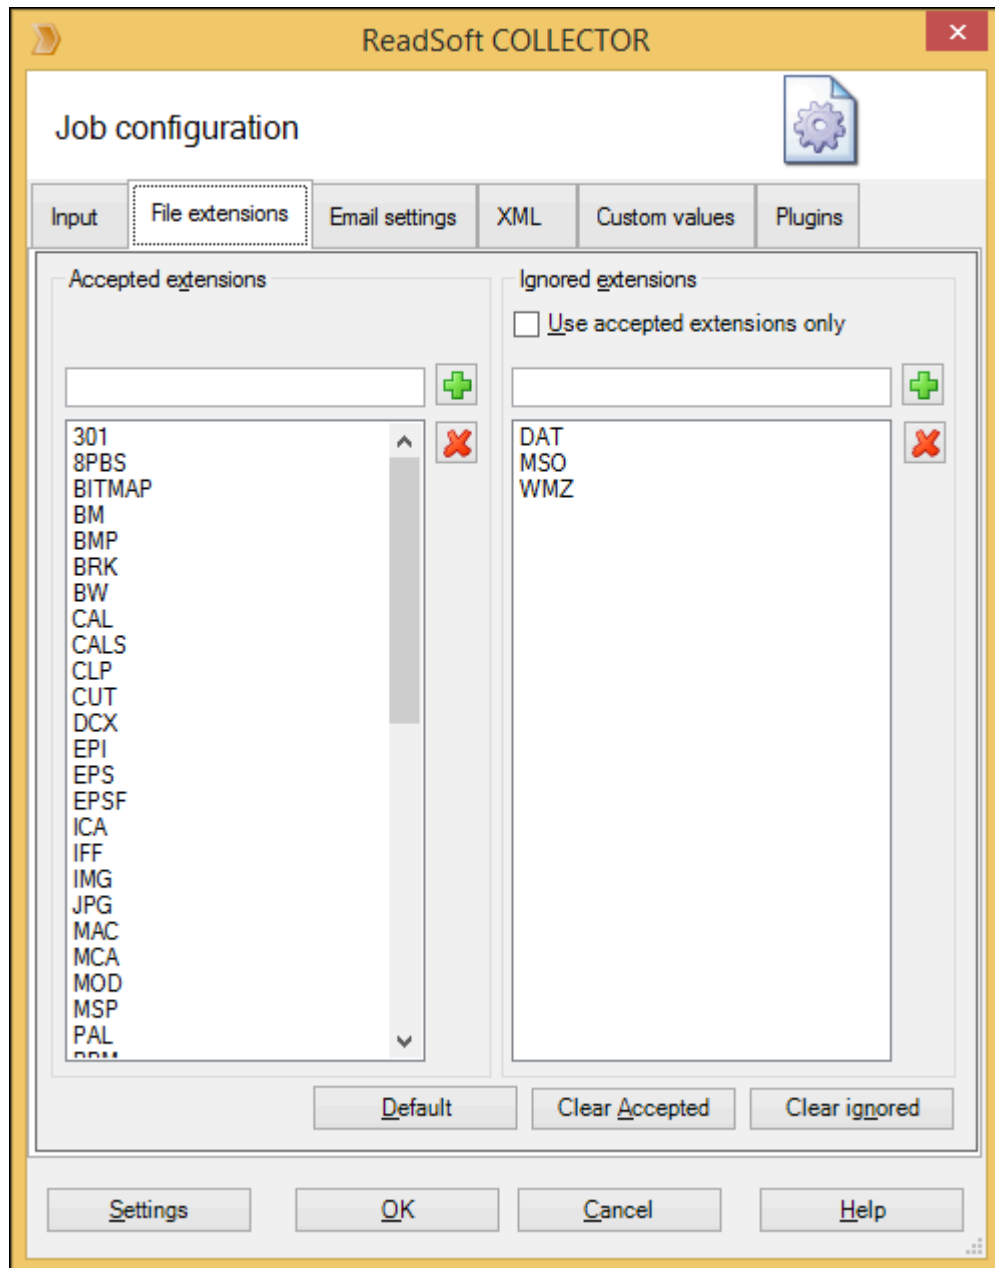 ReadSoft COLLECTOR
Job configuration
Input
File extensions
Email settings
XML
Custom values
Plugins
Accepted extensions
301
8PBS
BITMAP
BM
BMP
BRK
BW
CAL
CALS
CLP
CUT
DCX
EPI
EPS
EPSF
ICA
IFF
IMG
JPG
MAC
MCA
MOD
MSP
PAL
Ignored extensions
Use accepted extensions only
DAT
MSO
WMZ
Default
Clear Accepted
Clear ignored
Settings
OK
Cancel
Help